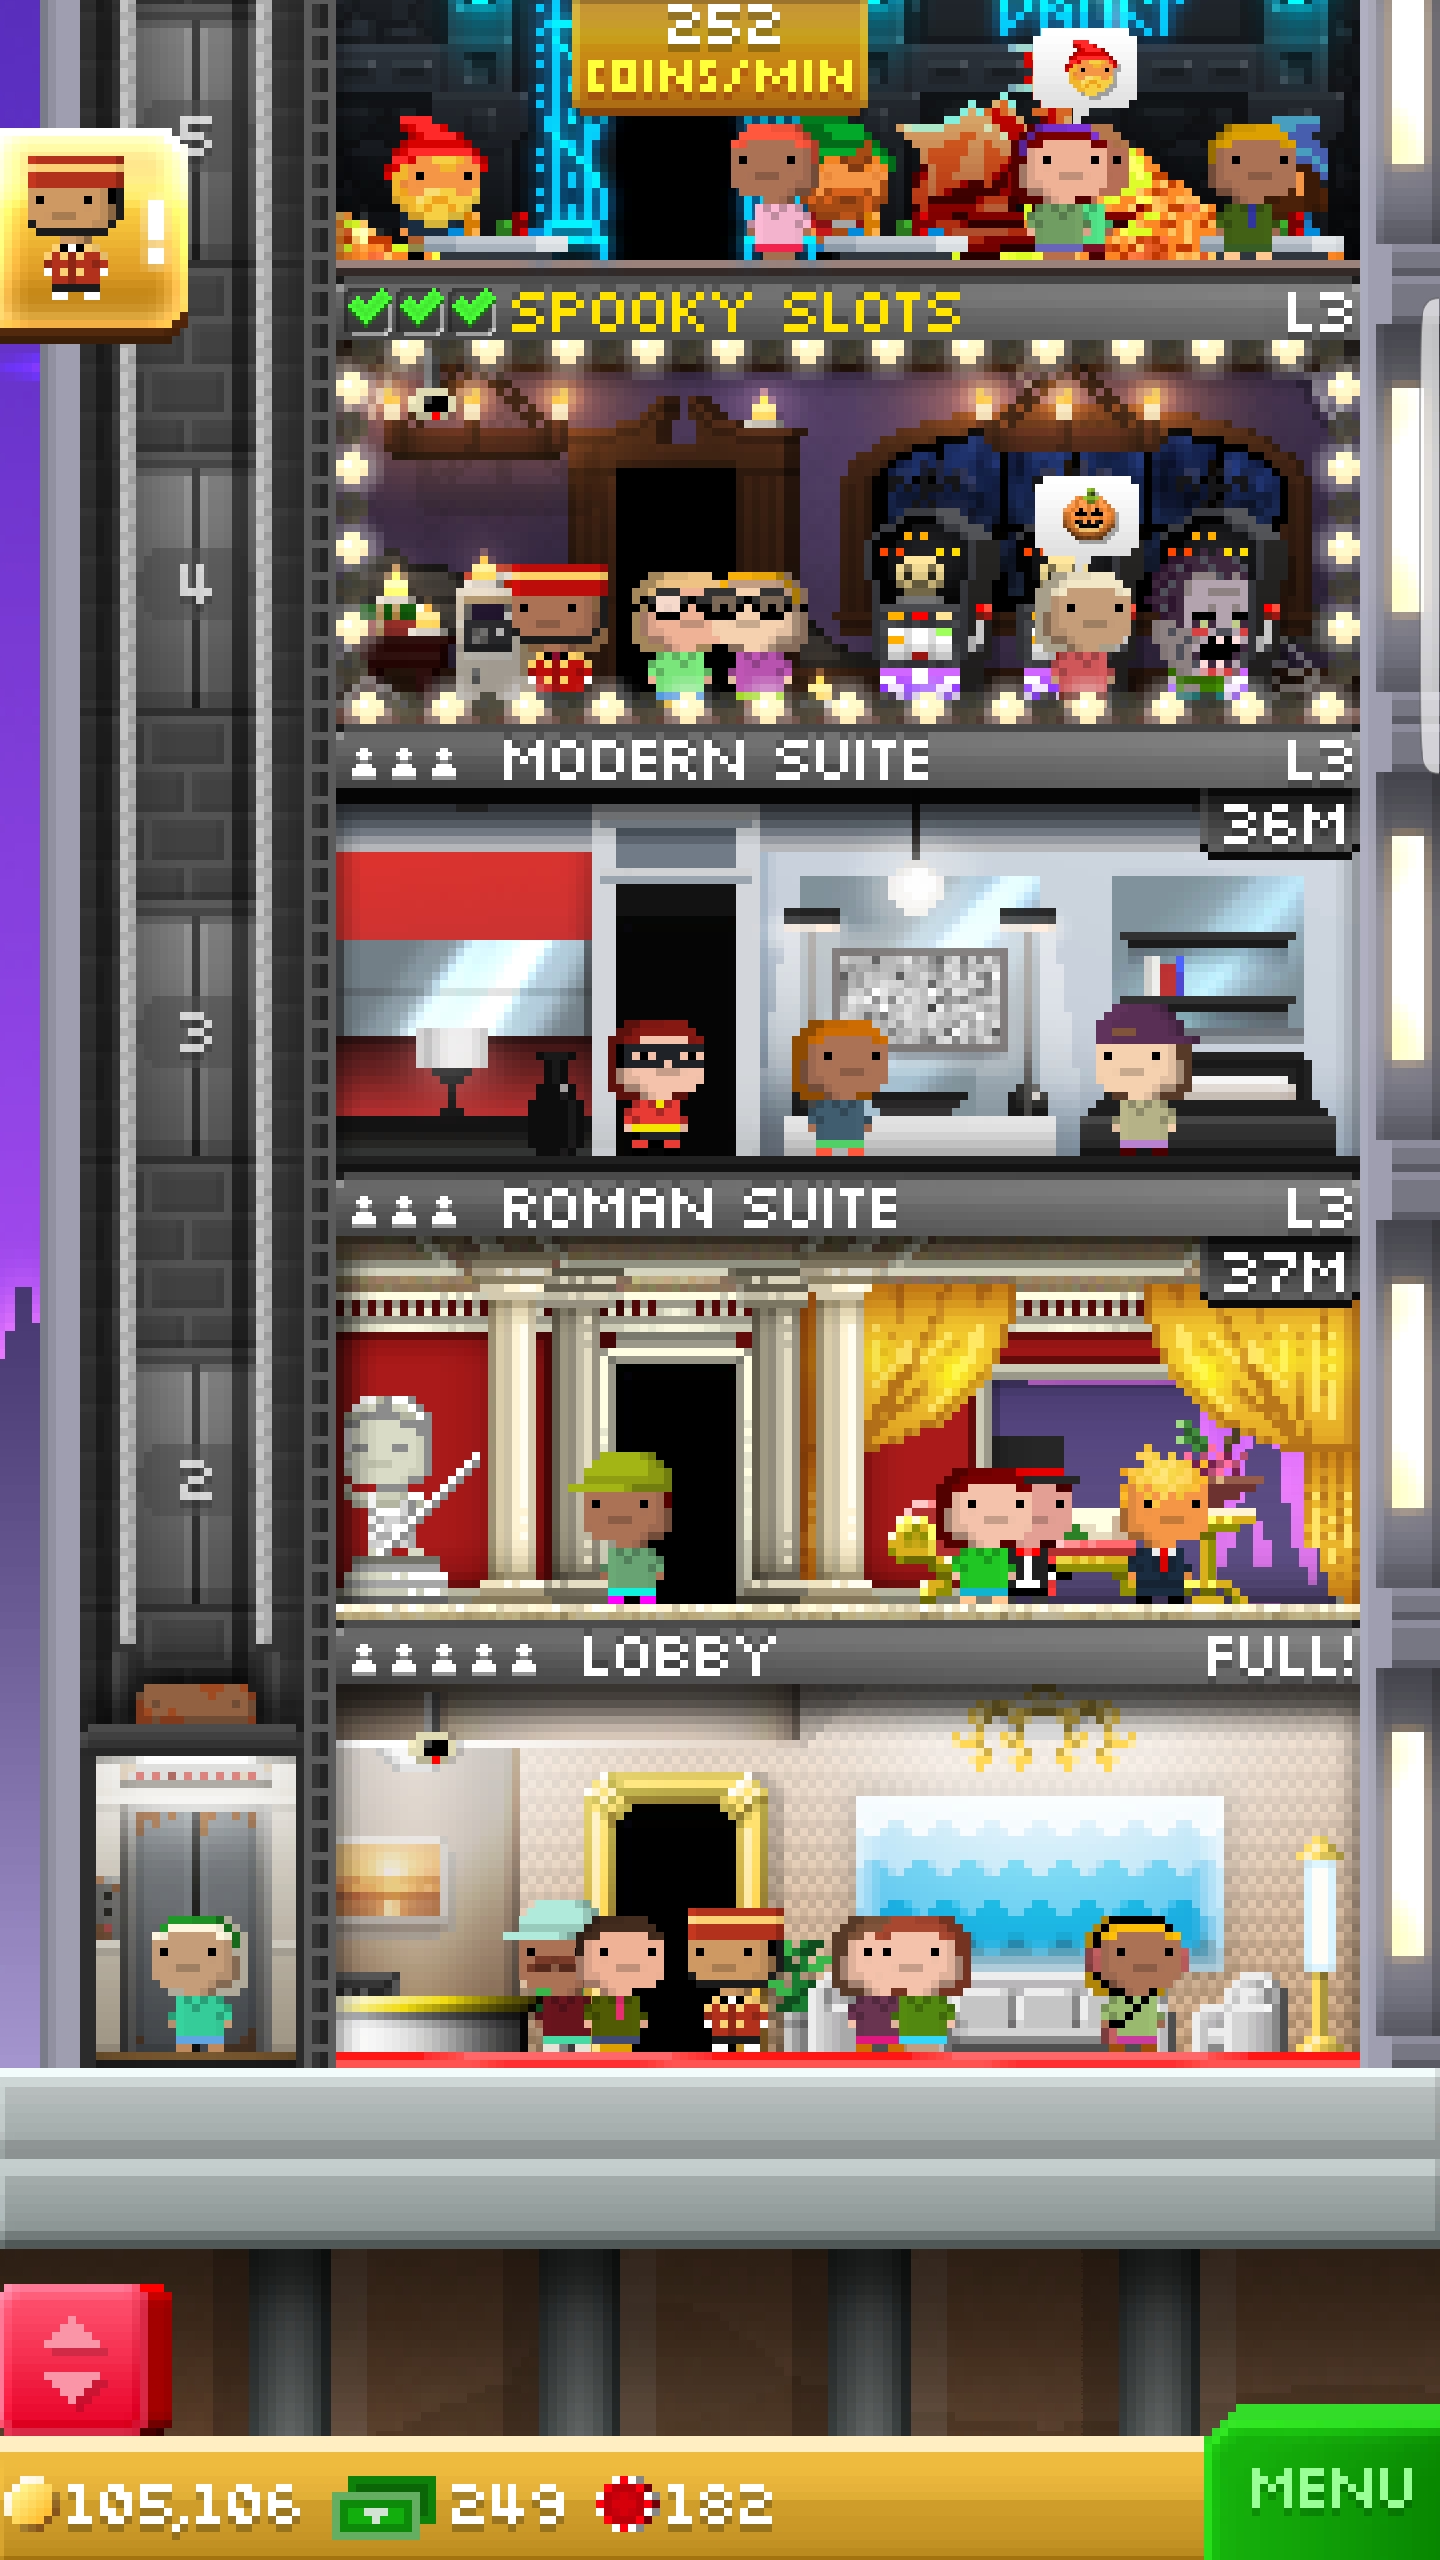 252
COINS/MIN
5
!
SPOOKY SLOTS L3
4
MODERN SUITE L3
36M
3
ROMAN SUITE L3
37M
2
LOBBY FULL!
105,106 249 182
MENU